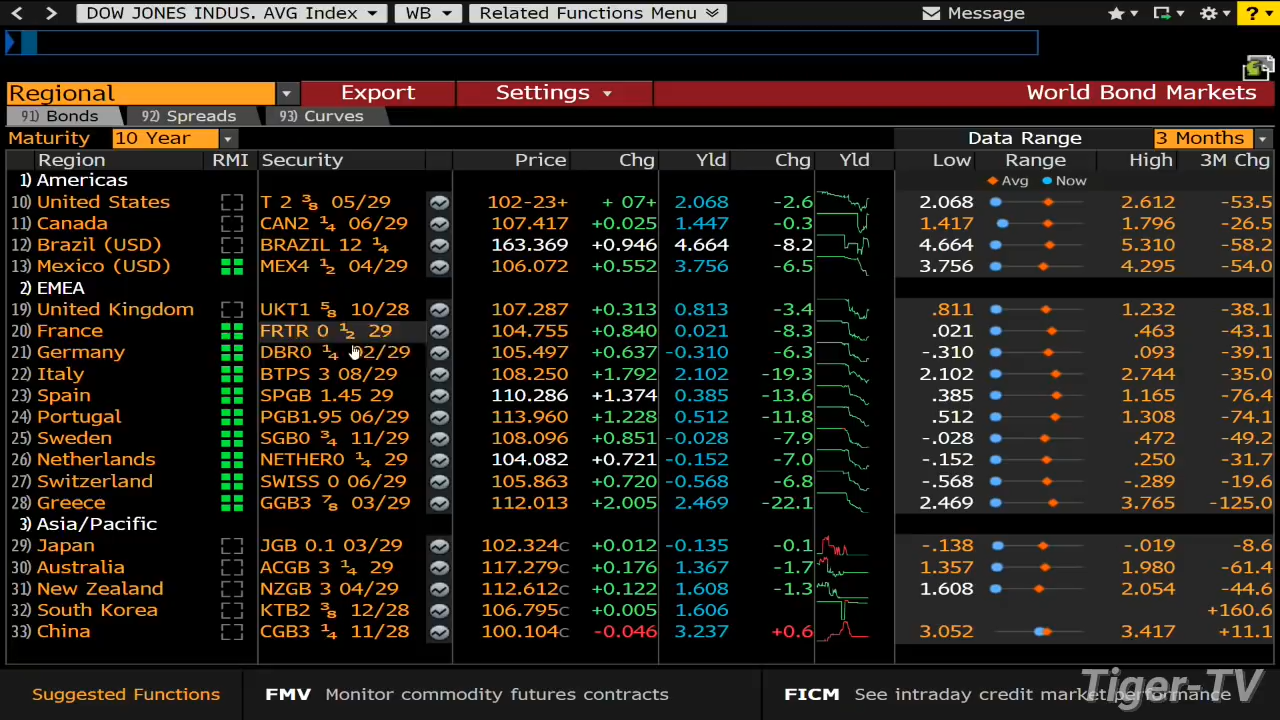 DOW JONES INDUS. AVG Index WB Related Functions Menu Message ?
Regional Export Settings World Bond Markets
91) Bonds 92) Spreads 93) Curves
Maturity 10 Year Data Range 3 Months
Region RMI Security Price Chg Yld Chg Yld Low Range High 3M Chg
1) Americas Avg Now
10) United States T 2 ⅜ 05/29 102-23+ + 07+ 2.068 -2.6 2.068 2.612 -53.5
11) Canada CAN2 ¼ 06/29 107.417 +0.025 1.447 -0.3 1.417 1.796 -26.5
12) Brazil (USD) BRAZIL 12 ¼ 163.369 +0.946 4.664 -8.2 4.664 5.310 -58.2
13) Mexico (USD) MEX4 ½ 04/29 106.072 +0.552 3.756 -6.5 3.756 4.295 -54.0
2) EMEA
19) United Kingdom UKT1 ⅝ 10/28 107.287 +0.313 0.813 -3.4 .811 1.232 -38.1
20) France FRTR 0 ½ 29 104.755 +0.840 0.021 -8.3 .021 .463 -43.1
21) Germany DBR0 ¼ 02/29 105.497 +0.637 -0.310 -6.3 -.310 .093 -39.1
22) Italy BTPS 3 08/29 108.250 +1.792 2.102 -19.3 2.102 2.744 -35.0
23) Spain SPGB 1.45 29 110.286 +1.374 0.385 -13.6 .385 1.165 -76.4
24) Portugal PGB1.95 06/29 113.960 +1.228 0.512 -11.8 .512 1.308 -74.1
25) Sweden SGB0 ¾ 11/29 108.096 +0.851 -0.028 -7.9 -.028 .472 -49.2
26) Netherlands NETHER0 ¼ 29 104.082 +0.721 -0.152 -7.0 -.152 .250 -31.7
27) Switzerland SWISS 0 06/29 105.863 +0.720 -0.568 -6.8 -.568 -.289 -19.6
28) Greece GGB3 ⅞ 03/29 112.013 +2.005 2.469 -22.1 2.469 3.765 -125.0
3) Asia/Pacific
29) Japan JGB 0.1 03/29 102.324c +0.012 -0.135 -0.1 -.138 -.019 -8.6
30) Australia ACGB 3 ¼ 29 117.279c +0.176 1.367 -1.7 1.357 1.980 -61.4
31) New Zealand NZGB 3 04/29 112.612c +0.122 1.608 -1.3 1.608 2.054 -44.6
32) South Korea KTB2 ⅜ 12/28 106.795c +0.005 1.606 +160.6
33) China CGB3 ¼ 11/28 100.104c -0.046 3.237 +0.6 3.052 3.417 +11.1
Suggested Functions FMV Monitor commodity futures contracts FICM See intraday credit market performance
Tiger-TV